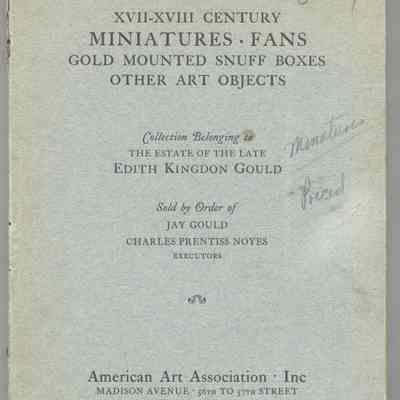 XVII-XVIII CENTURY
MINIATURES · FANS
GOLD MOUNTED SNUFF BOXES
OTHER ART OBJECTS
Collection Belonging to
THE ESTATE OF THE LATE
EDITH KINGDON GOULD
Miniatures
Priced
Sold by Order of
JAY GOULD
CHARLES PRENTISS NOYES
EXECUTORS
American Art Association · Inc
MADISON AVENUE · 56TH TO 57TH STREET